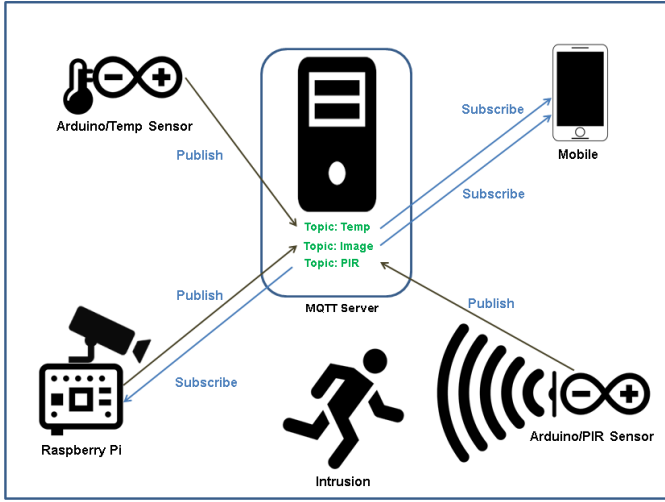 Arduino/Temp Sensor
Publish
Topic: Temp
Topic: Image
Topic: PIR
MQTT Server
Subscribe
Subscribe
Mobile
Publish
Subscribe
Raspberry Pi
Intrusion
Publish
Arduino/PIR Sensor